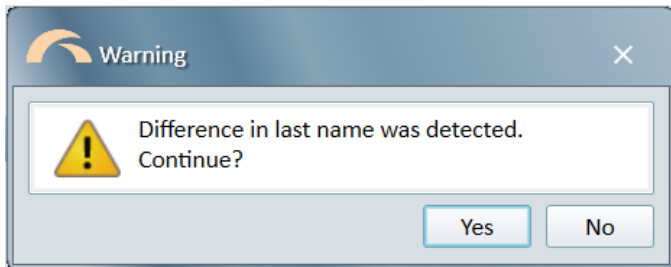 Warning
Difference in last name was detected.
Continue?
Yes No